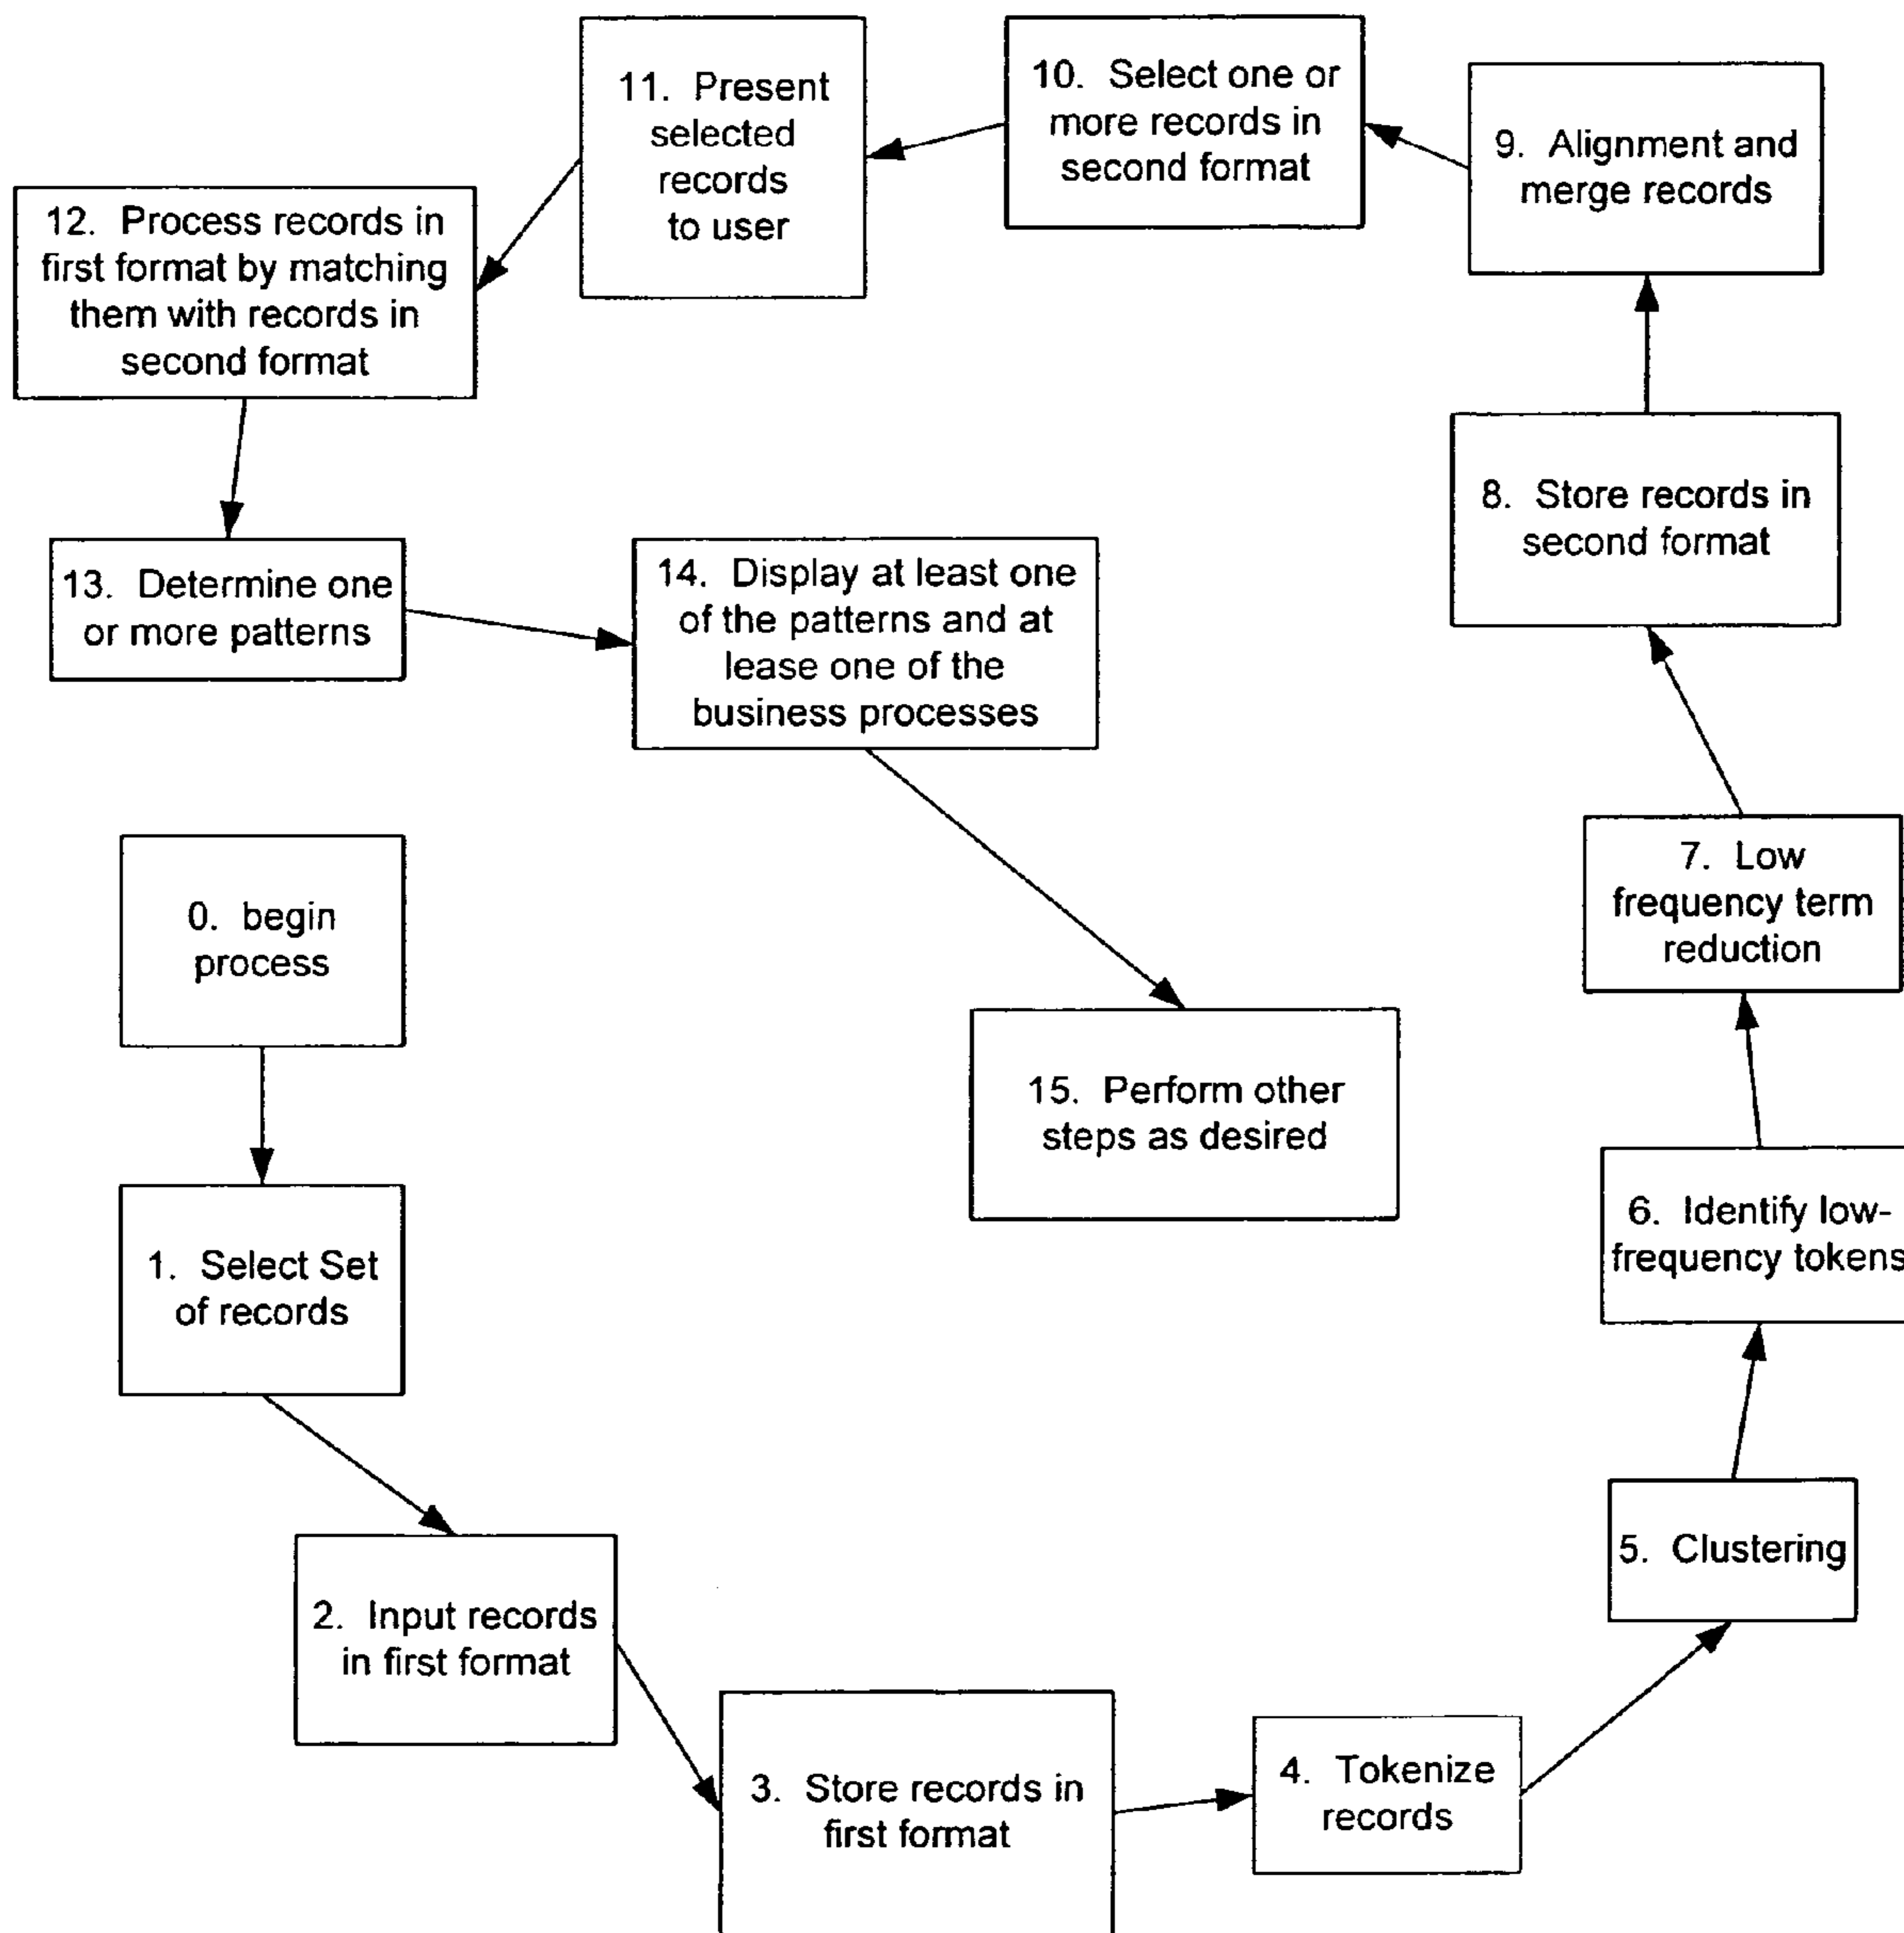 0. begin
process
1. Select Set
of records
2. Input records
in first format
3. Store records in
first format
4. Tokenize
records
5. Clustering
6. Identify low-
frequency tokens
7. Low
frequency term
reduction
8. Store records in
second format
9. Alignment and
merge records
10. Select one or
more records in
second format
11. Present
selected
records
to user
12. Process records in
first format by matching
them with records in
second format
13. Determine one
or more patterns
14. Display at least one
of the patterns and at
lease one of the
business processes
15. Perform other
steps as desired